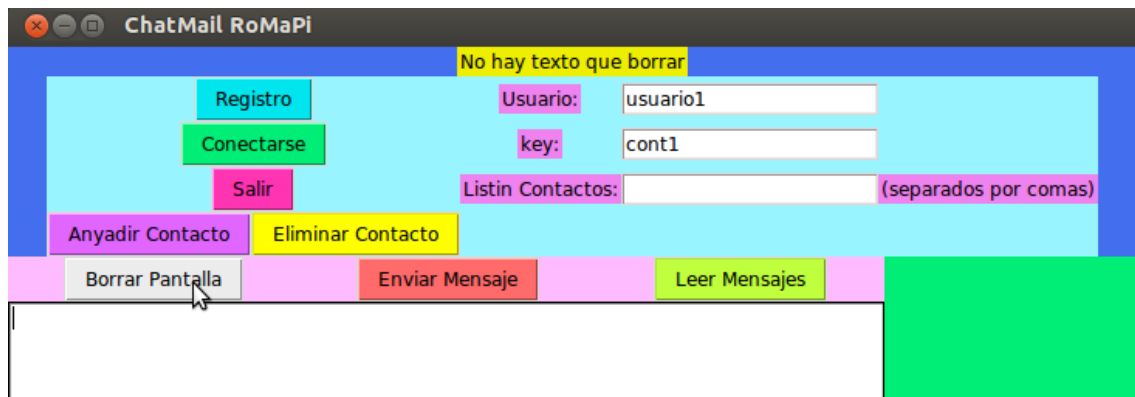 ChatMail RoMaPi
No hay texto que borrar
Registro Usuario: usuario1
Conectarse key: cont1
Salir Listin Contactos: (separados por comas)
Anyadir Contacto Eliminar Contacto
Borrar Pantalla Enviar Mensaje Leer Mensajes